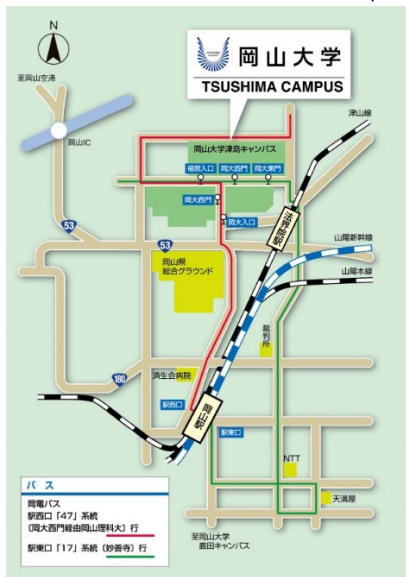 N
岡山大学
TSUSHIMA CAMPUS
至岡山空港
津山線
岡山IC
岡山大学津島キャンパス
福居入口
岡大西門
岡大東門
岡大西門
岡大入口
法界院駅
53
53
山陽新幹線
山陽本線
岡山県
総合グラウンド
裁判所
180
済生会病院
駅西口
岡山駅
駅東口
NTT
天満屋
バス
岡電バス
駅西口「47」系統
(岡大西門経由岡山理科大)行
駅東口「17」系統(妙善寺)行
至岡山大学
鹿田キャンパス